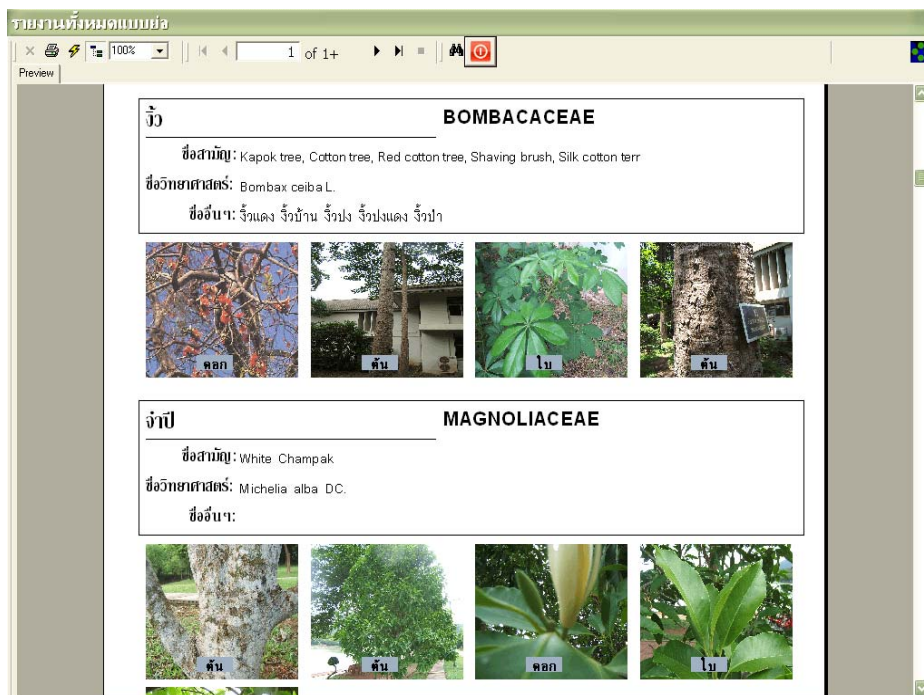 รายงานทั้งหมดแบบย่อ
100% 1 of 1+
Preview
งิ้ว BOMBACACEAE
ชื่อสามัญ: Kapok tree, Cotton tree, Red cotton tree, Shaving brush, Silk cotton terr
ชื่อวิทยาศาสตร์: Bombax ceiba L.
ชื่ออื่นๆ: งิ้วแดง งิ้วบ้าน งิ้วปง งิ้วปงแดง งิ้วป่า
ดอก ต้น ใบ ต้น
จำปี MAGNOLIACEAE
ชื่อสามัญ: White Champak
ชื่อวิทยาศาสตร์: Michelia alba DC.
ชื่ออื่นๆ:
ต้น ต้น ดอก ใบ